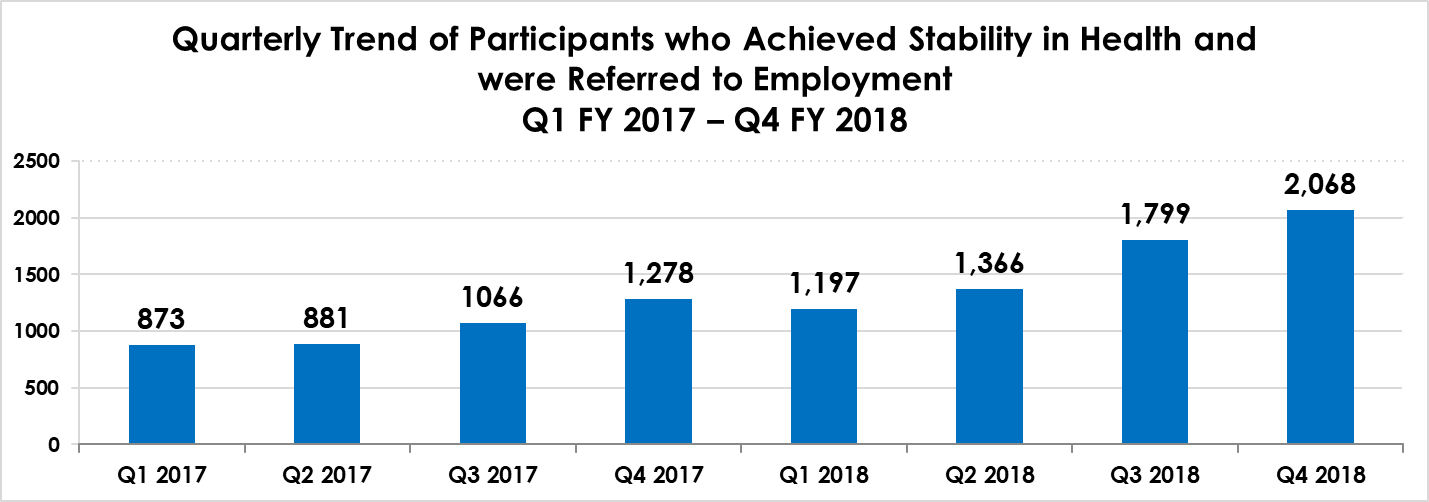 Quarterly Trend of Participants who Achieved Stability in Health and
were Referred to Employment
Q1 FY 2017 – Q4 FY 2018
2500
2000
1500
1000
500
0
873
881
1066
1,278
1,197
1,366
1,799
2,068
Q1 2017
Q2 2017
Q3 2017
Q4 2017
Q1 2018
Q2 2018
Q3 2018
Q4 2018